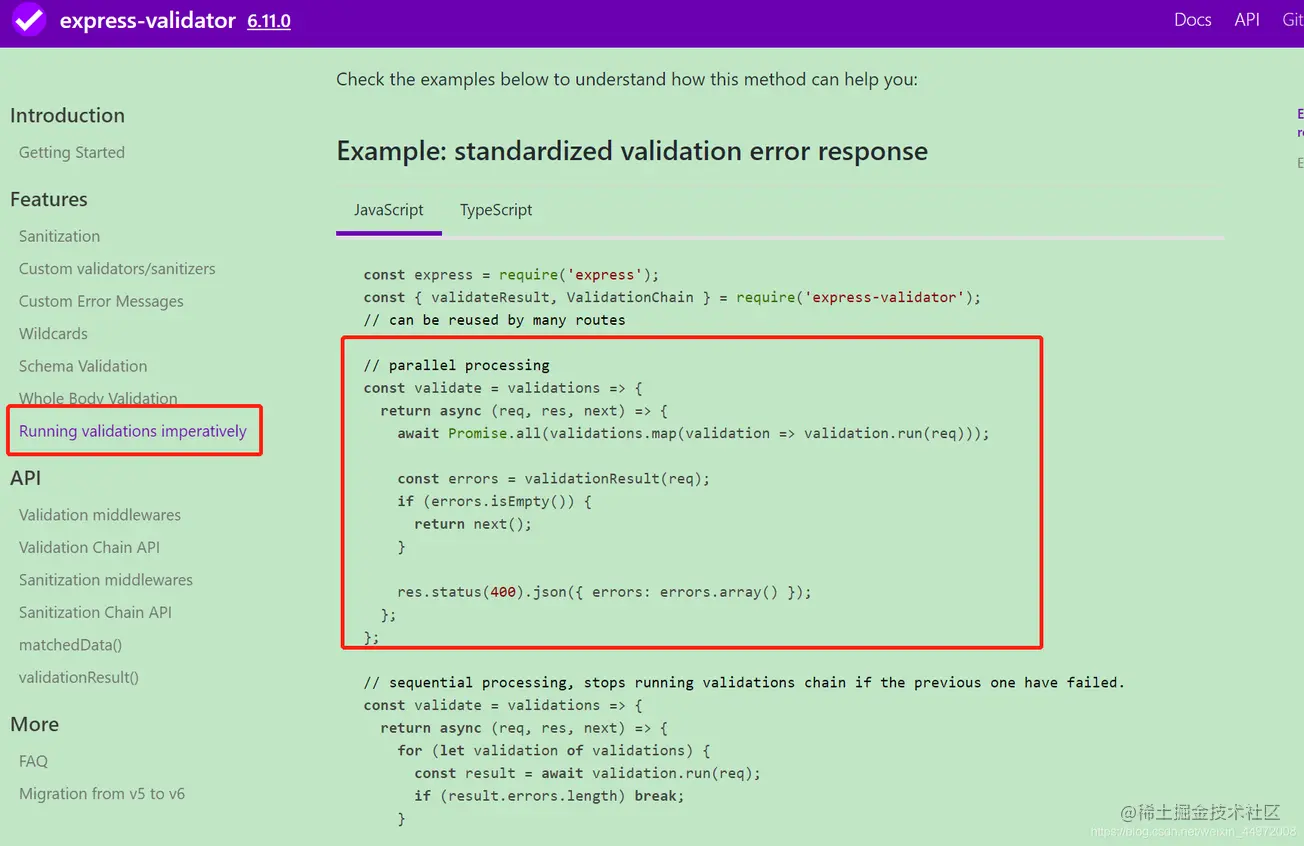 express-validator 6.11.0
Docs API Git
Check the examples below to understand how this method can help you:
Introduction
Getting Started
Features
Sanitization
Custom validators/sanitizers
Custom Error Messages
Wildcards
Schema Validation
Whole Body Validation
Running validations imperatively
API
Validation middlewares
Validation Chain API
Sanitization middlewares
Sanitization Chain API
matchedData()
validationResult()
More
FAQ
Migration from v5 to v6
Example: standardized validation error response
JavaScript TypeScript
const express = require('express');
const { validateResult, ValidationChain } = require('express-validator');
// can be reused by many routes
// parallel processing
const validate = validations => {
return async (req, res, next) => {
await Promise.all(validations.map(validation => validation.run(req)));
const errors = validationResult(req);
if (errors.isEmpty()) {
return next();
}
res.status(400).json({ errors: errors.array() });
};
};
// sequential processing, stops running validations chain if the previous one have failed.
const validate = validations => {
return async (req, res, next) => {
for (let validation of validations) {
const result = await validation.run(req);
if (result.errors.length) break;
}
E
re
E
@稀土掘金技术社区
https://blog.csdn.net/weixin_44972008